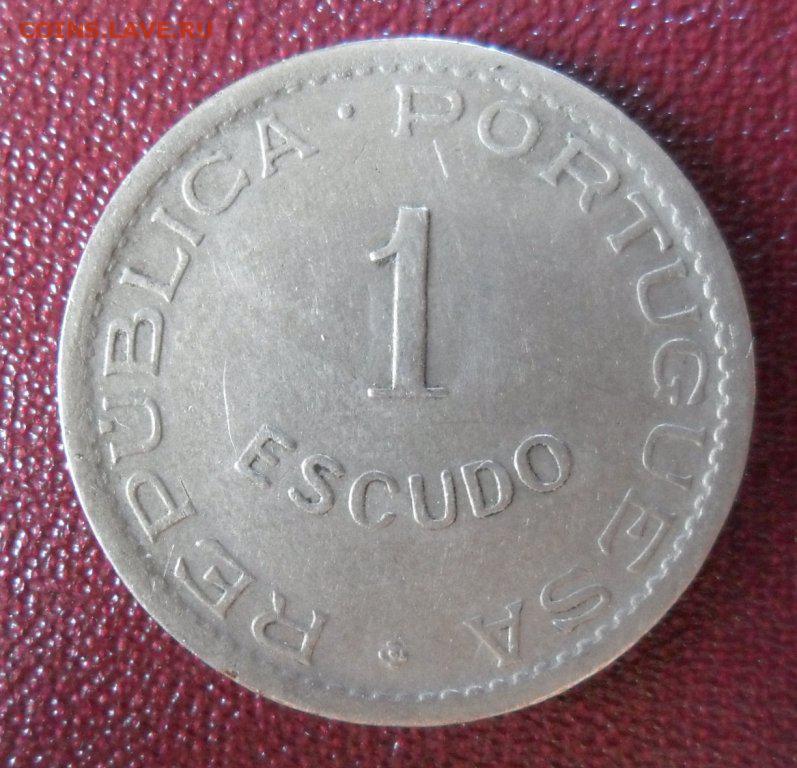 COINS.LAVE.RU
REPUBLICA · PORTUGUESA
1
ESCUDO